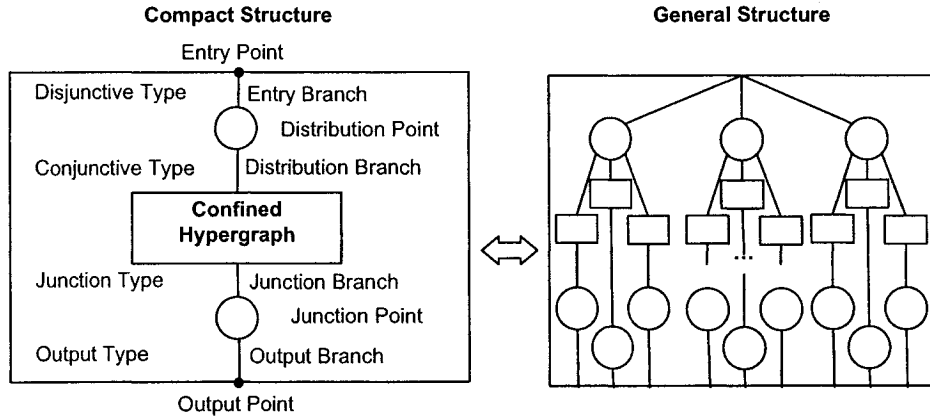 Compact Structure
General Structure
Entry Point
Disjunctive Type
Entry Branch
Distribution Point
Conjunctive Type
Distribution Branch
Confined
Hypergraph
Junction Type
Junction Branch
Junction Point
Output Type
Output Branch
Output Point
...